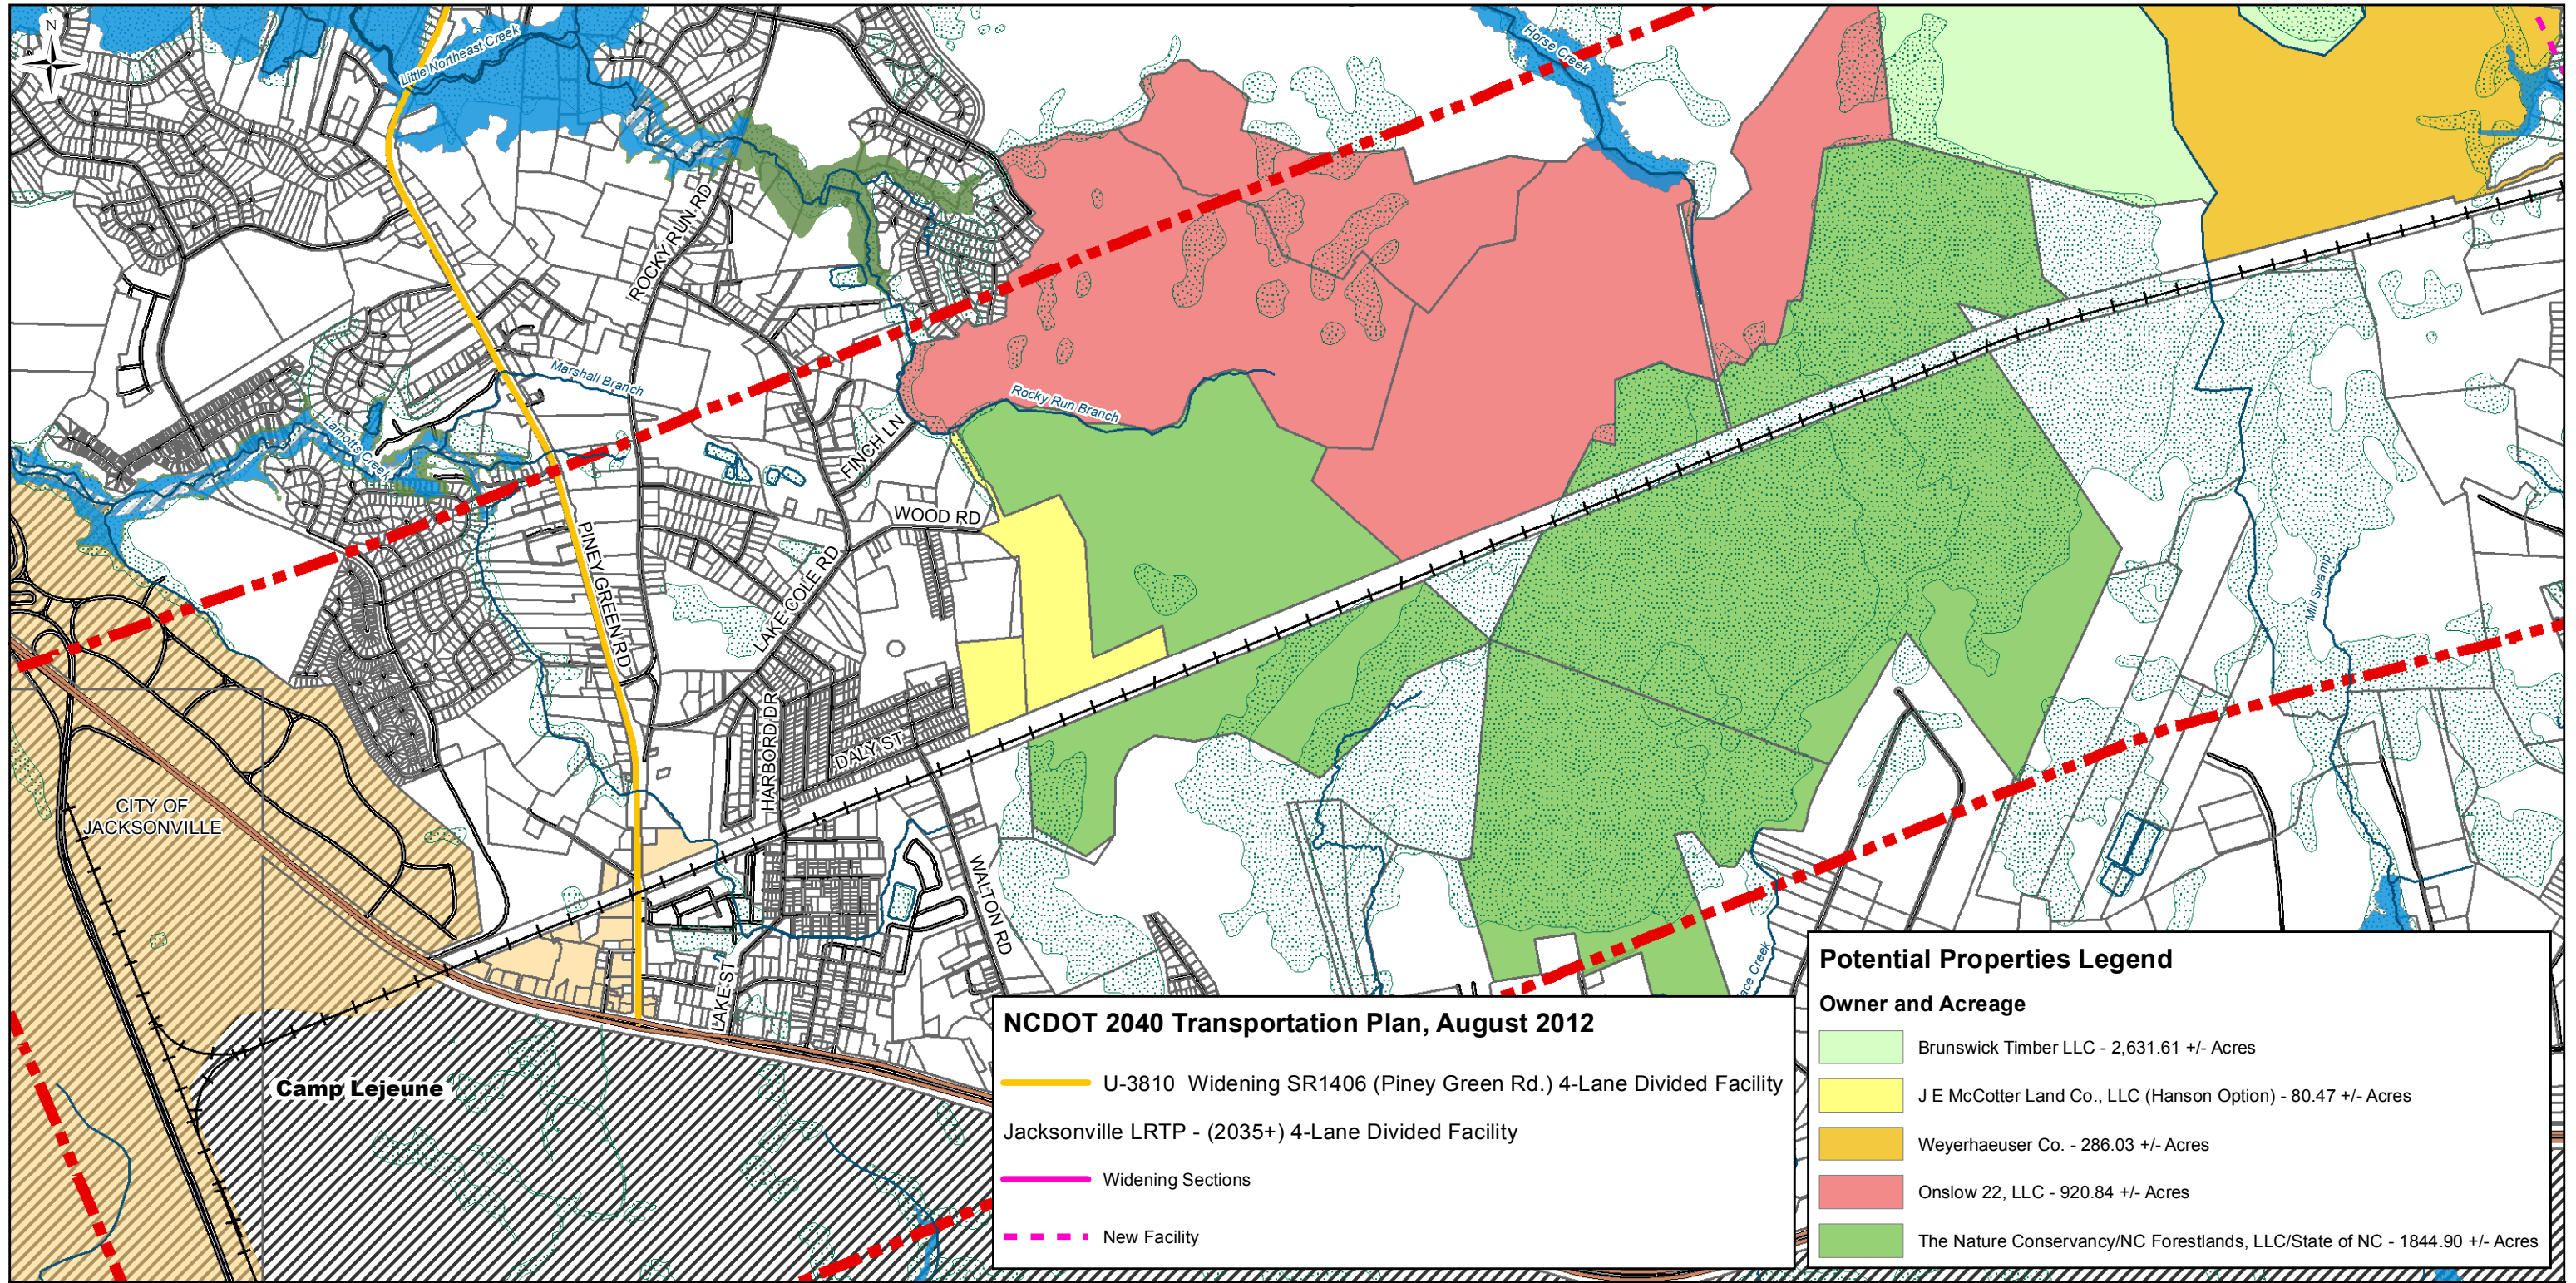 N
Little Northeast Creek
Horse Creek
ROCKY RUN RD
Marshall Branch
Rocky Run Branch
Lamotts Creek
FINCH LN
WOOD RD
PINEY GREEN RD
LAKE COLE RD
Mill Swamp
HARBORD DR
DALY ST
CITY OF
JACKSONVILLE
WALTON RD
LAKE ST
ace Creek
Camp Lejeune
NCDOT 2040 Transportation Plan, August 2012
U-3810 Widening SR1406 (Piney Green Rd.) 4-Lane Divided Facility
Jacksonville LRTP - (2035+) 4-Lane Divided Facility
Widening Sections
New Facility
Potential Properties Legend
Owner and Acreage
Brunswick Timber LLC - 2,631.61 +/- Acres
J E McCotter Land Co., LLC (Hanson Option) - 80.47 +/- Acres
Weyerhaeuser Co. - 286.03 +/- Acres
Onslow 22, LLC - 920.84 +/- Acres
The Nature Conservancy/NC Forestlands, LLC/State of NC - 1844.90 +/- Acres